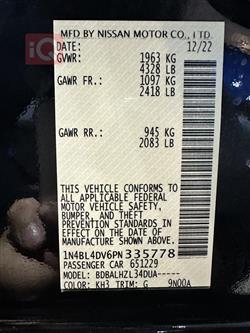 MFD BY NISSAN MOTOR CO., LTD.
DATE: 12/22
GVWR: 1963 KG
4328 LB
GAWR FR.: 1097 KG
2418 LB
GAWR RR.: 945 KG
2083 LB
THIS VEHICLE CONFORMS TO
ALL APPLICABLE FEDERAL
MOTOR VEHICLE SAFETY,
BUMPER, AND THEFT
PREVENTION STANDARDS IN
EFFECT ON THE DATE OF
MANUFACTURE SHOWN ABOVE.
1N4BL4DV6PN335778
PASSENGER CAR 651229
BDBALHZL34DUA-----
COLOR: KH3 TRIM: G 9N00A